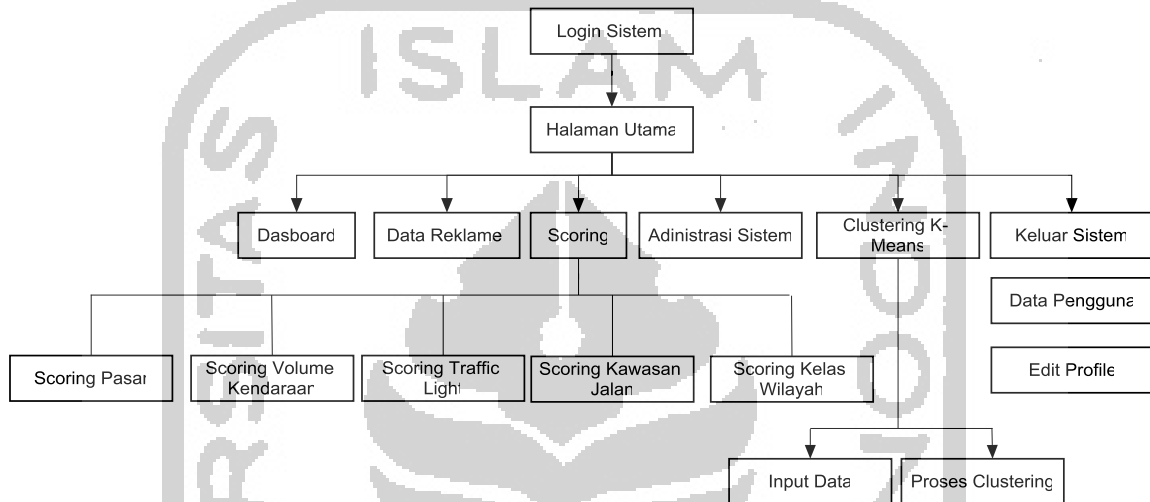 Login Sistem
Halaman Utama
Dasboard
Data Reklame
Scoring
Adinistrasi Sistem
Clustering K-
Means
Keluar Sistem
Data Pengguna
Edit Profile
Scoring Pasar
Scoring Volume
Kendaraan
Scoring Traffic
Light
Scoring Kawasan
Jalan
Scoring Kelas
Wilayah
Input Data
Proses Clustering
ISLAM